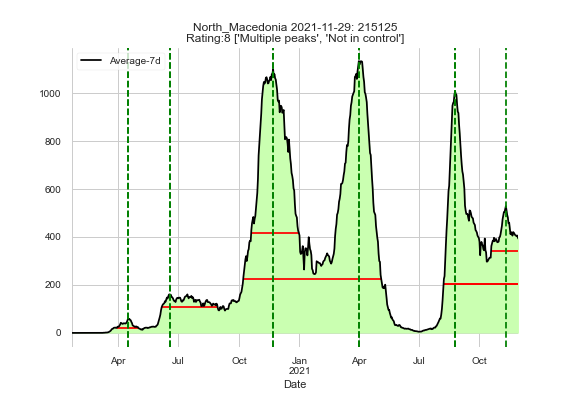 North_Macedonia 2021-11-29: 215125
Rating:8 ['Multiple peaks', 'Not in control']
Average-7d
1000
800
600
400
200
0
Apr
Jul
Oct
Jan
2021
Apr
Jul
Oct
Date